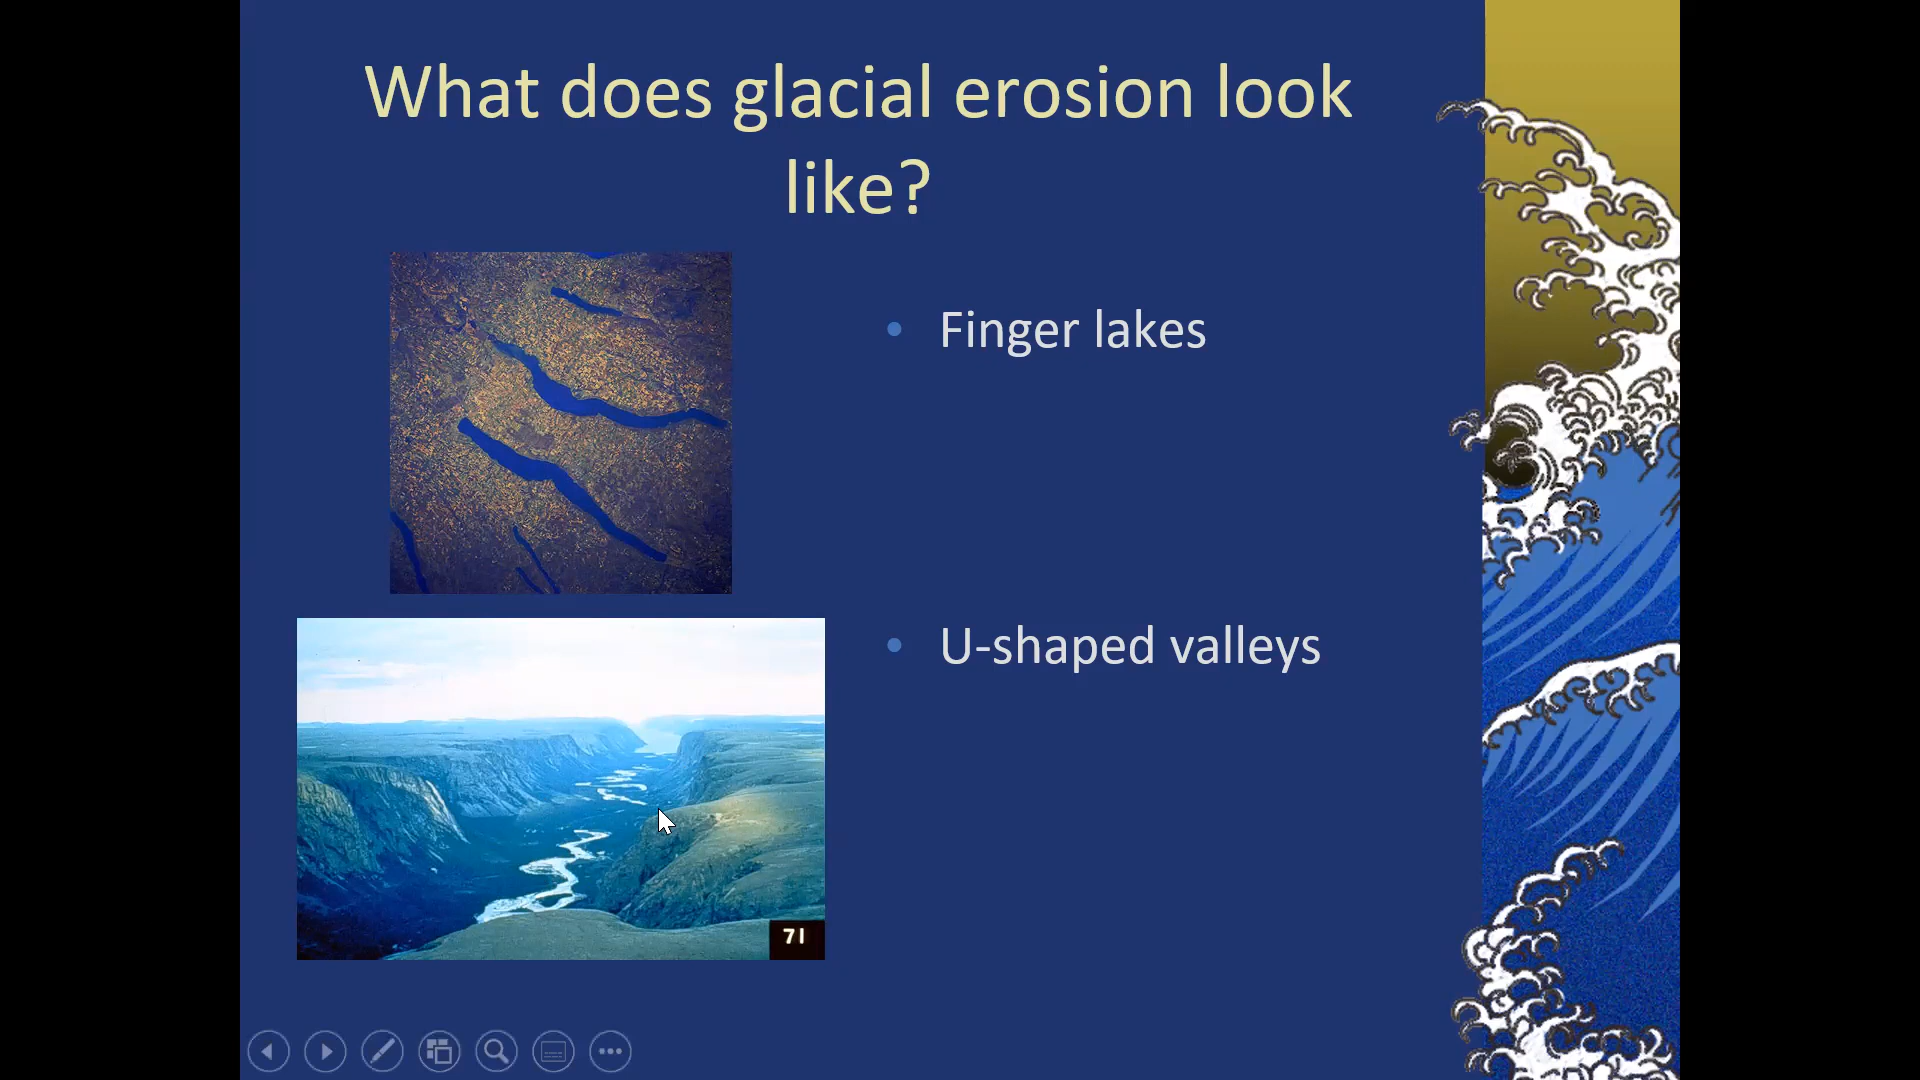 What does glacial erosion look
like?
• Finger lakes
• U-shaped valleys
71